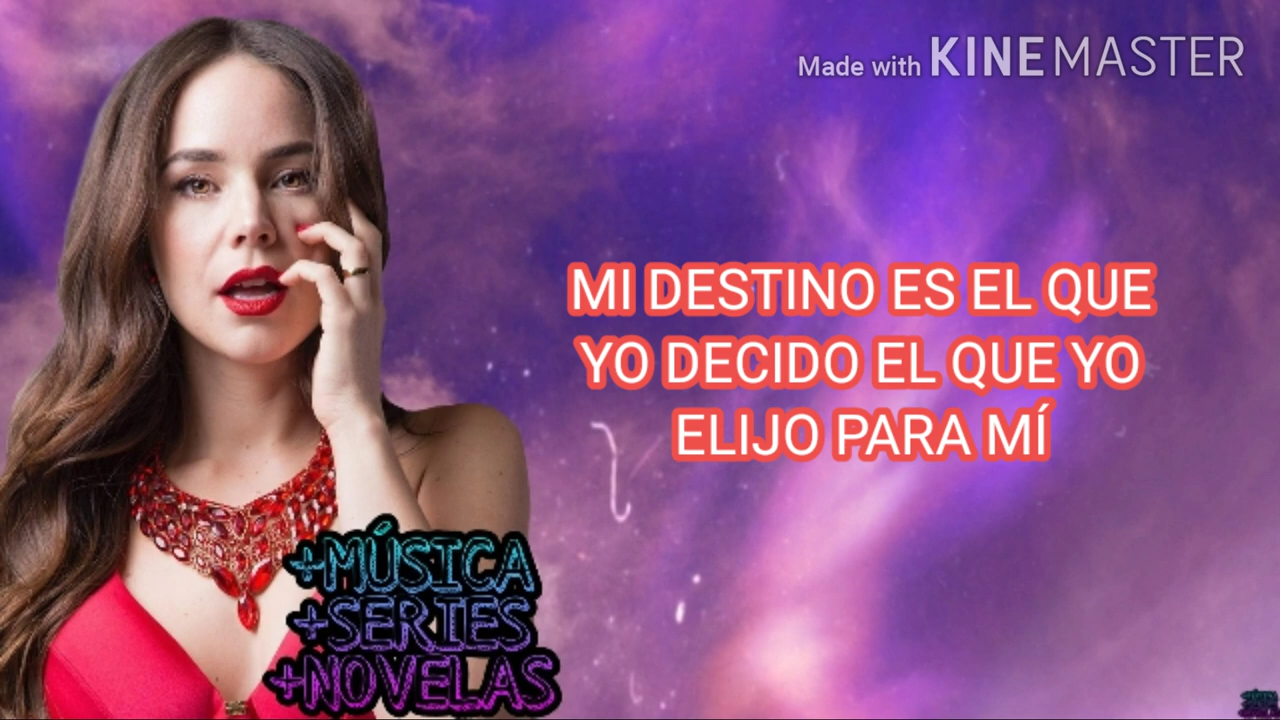 Made with KINEMASTER
MI DESTINO ES EL QUE
YO DECIDO EL QUE YO
ELIJO PARA MÍ
+MÚSICA
+SERIES
+NOVELAS